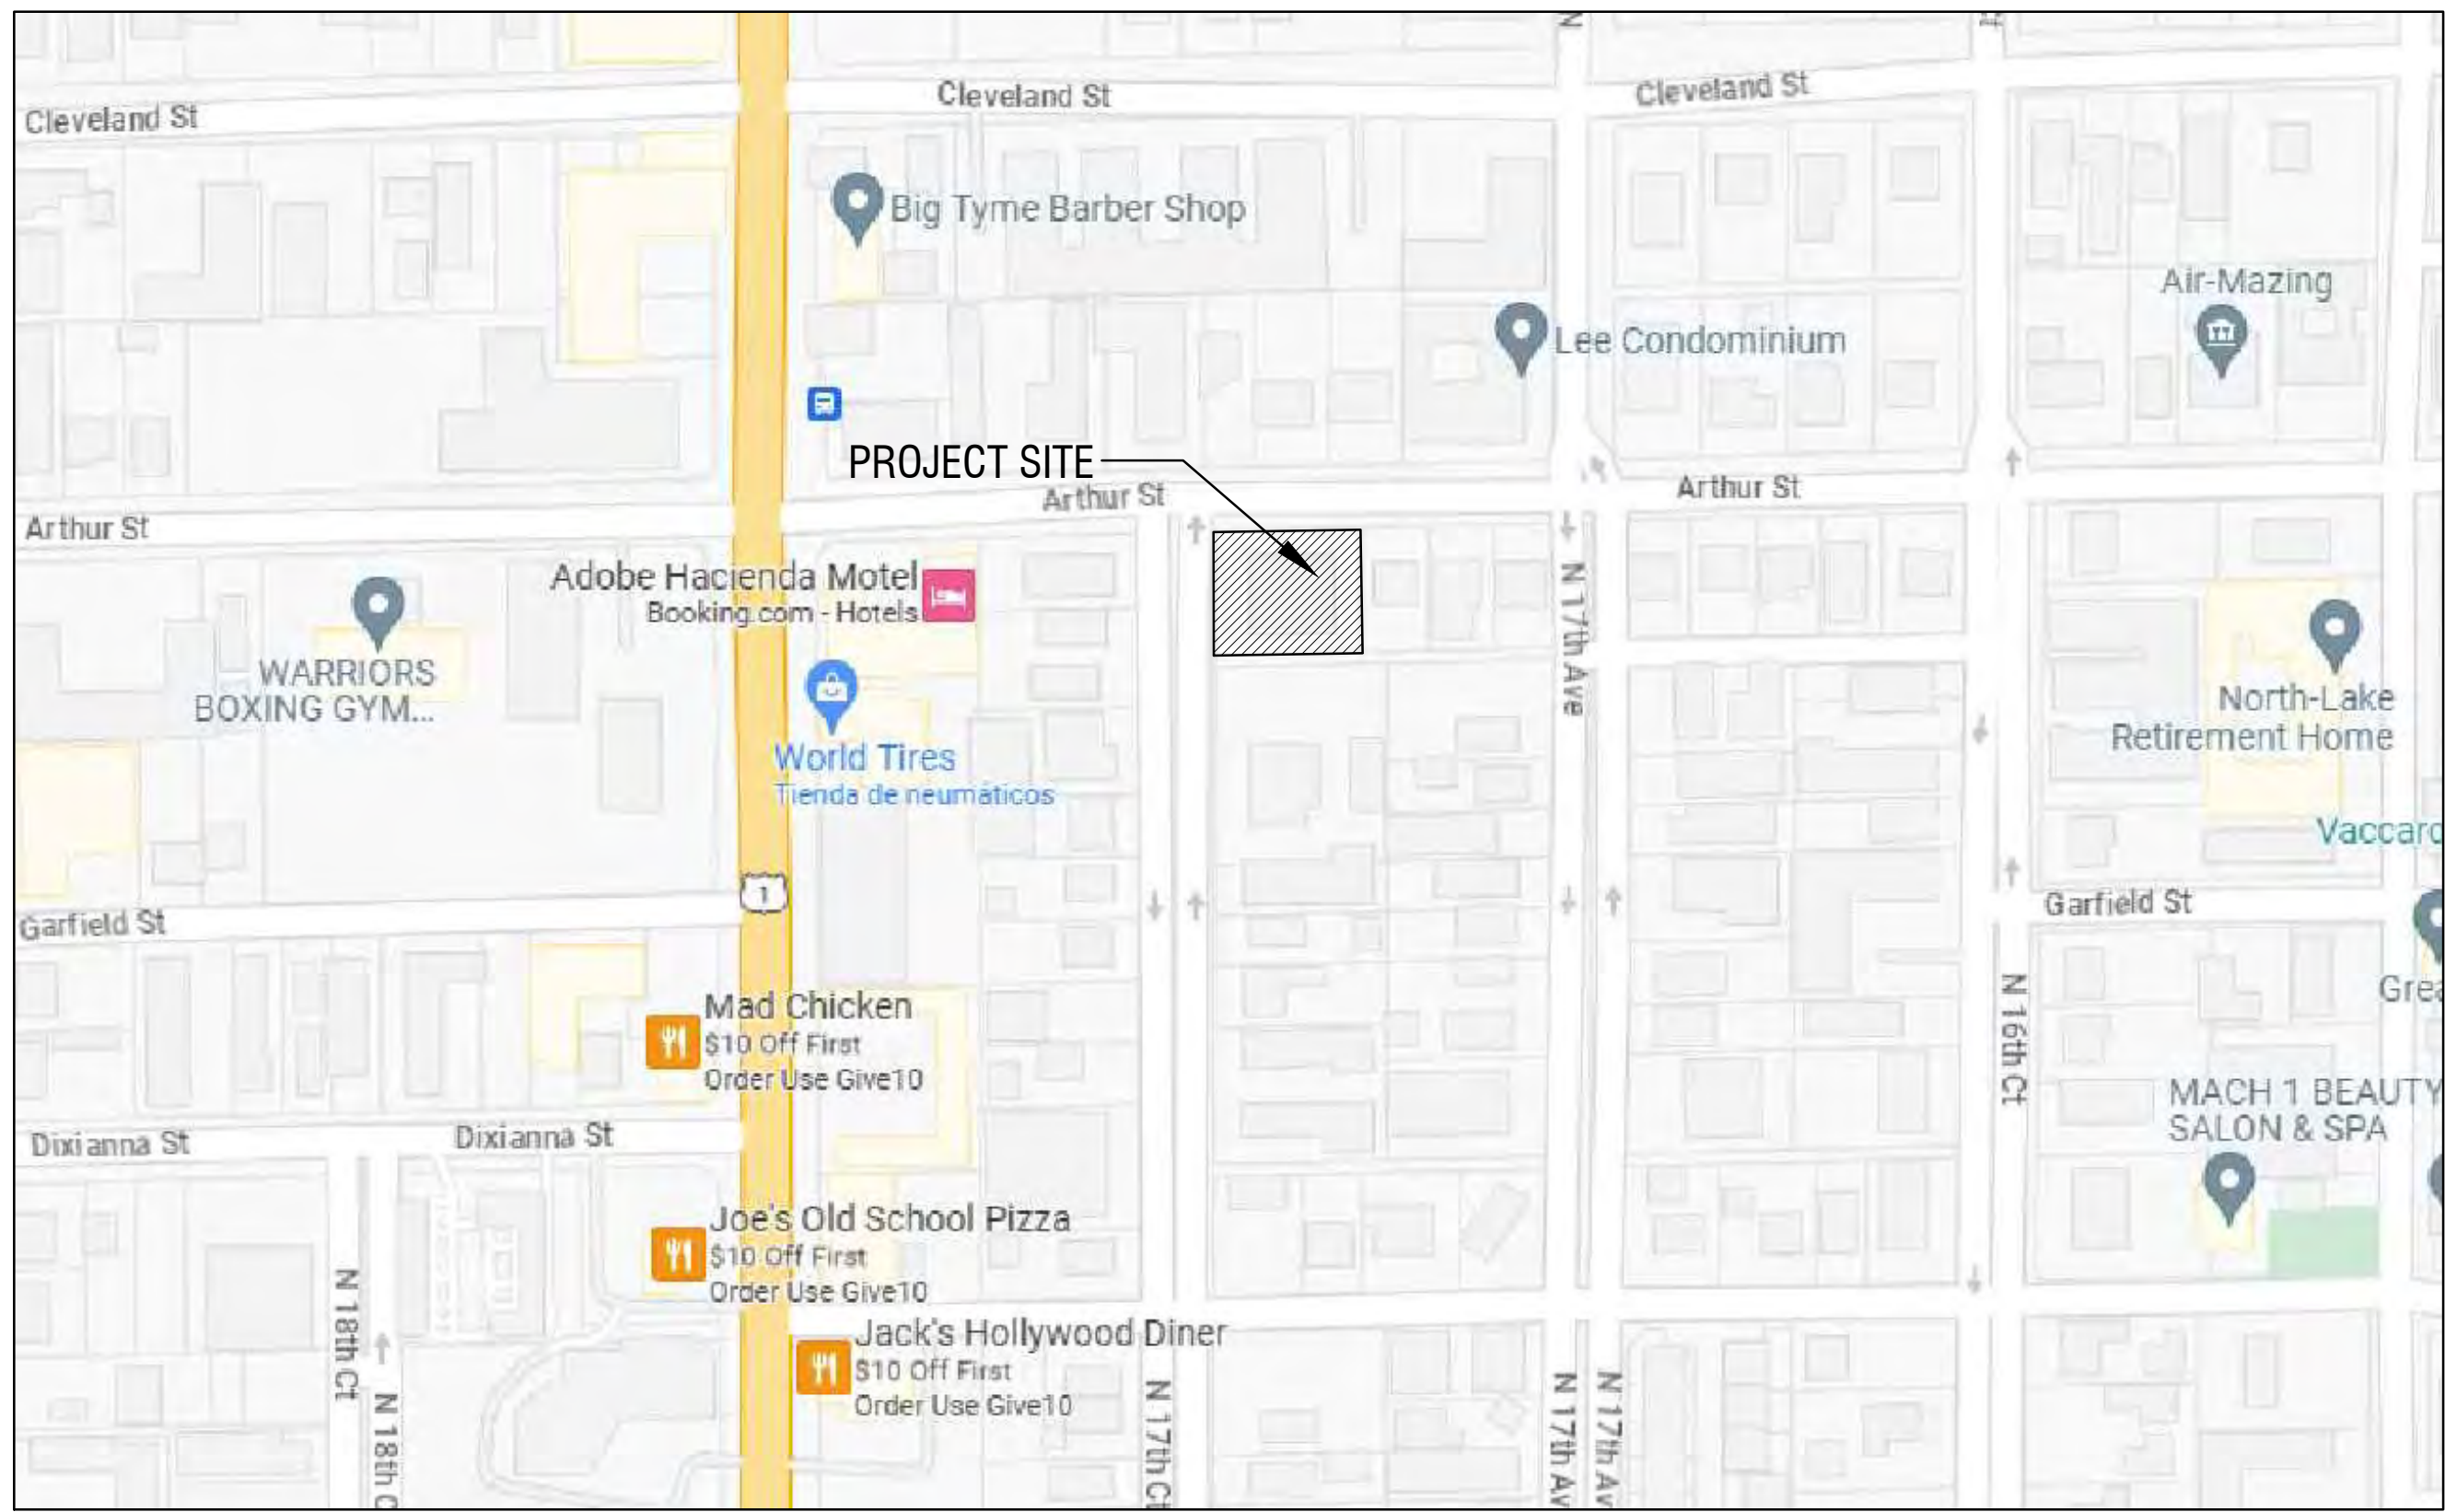 N
Cleveland St
Cleveland St
Cleveland St
Big Tyme Barber Shop
Air-Mazing
Lee Condominium
PROJECT SITE
Arthur St
Arthur St
Arthur St
Adobe Hacienda Motel
Booking.com - Hotels
N 17th Ave
WARRIORS
BOXING GYM...
North-Lake
Retirement Home
World Tires
Tienda de neumáticos
Vaccaro
1
Garfield St
Garfield St
N 16th Ct
Grea
Mad Chicken
$10 Off First
Order Use Give10
MACH 1 BEAUTY
SALON & SPA
Dixianna St
Dixianna St
Joe's Old School Pizza
$10 Off First
Order Use Give10
N 18th Ct
N 18th C
Jack's Hollywood Diner
$10 Off First
Order Use Give10
N 17th Ct
N 17th Av
N 17th Av